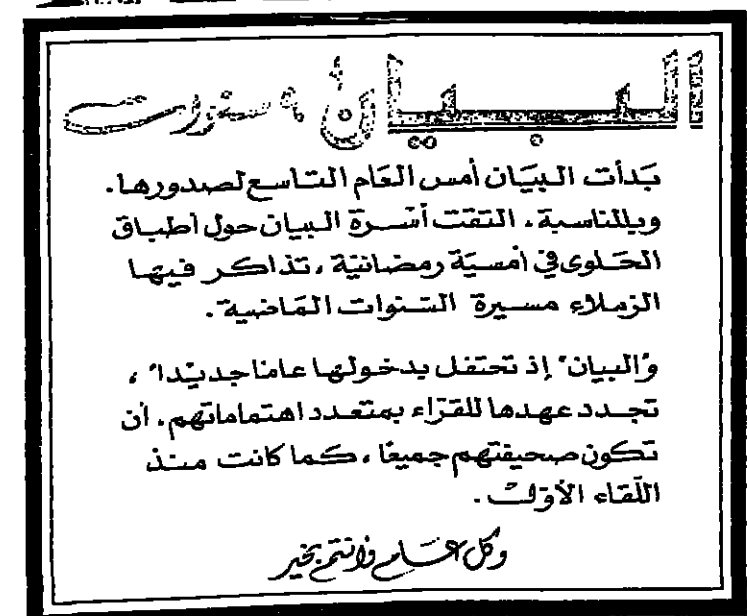 البيان ٩ سنوات
بدأت البيان أمس العام التاسع لصدورها.
وبالمناسبة، التقت أسرة البيان حول أطباق
الحلوى في أمسية رمضانية، تذاكر فيها
الزملاء مسيرة السنوات الماضية.
و"البيان" إذ تحتفل بدخولها عاما جديدا"،
تجدد عهدها للقراء بمتعدد اهتماماتهم، أن
تكون صحيفتهم جميعا، كما كانت منذ
اللقاء الأول.
وكل عام وأنتم بخير